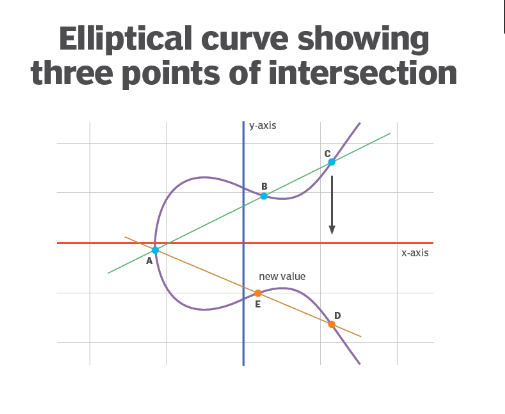 Elliptical curve showing
three points of intersection
y-axis
C
B
x-axis
A
new value
E
D